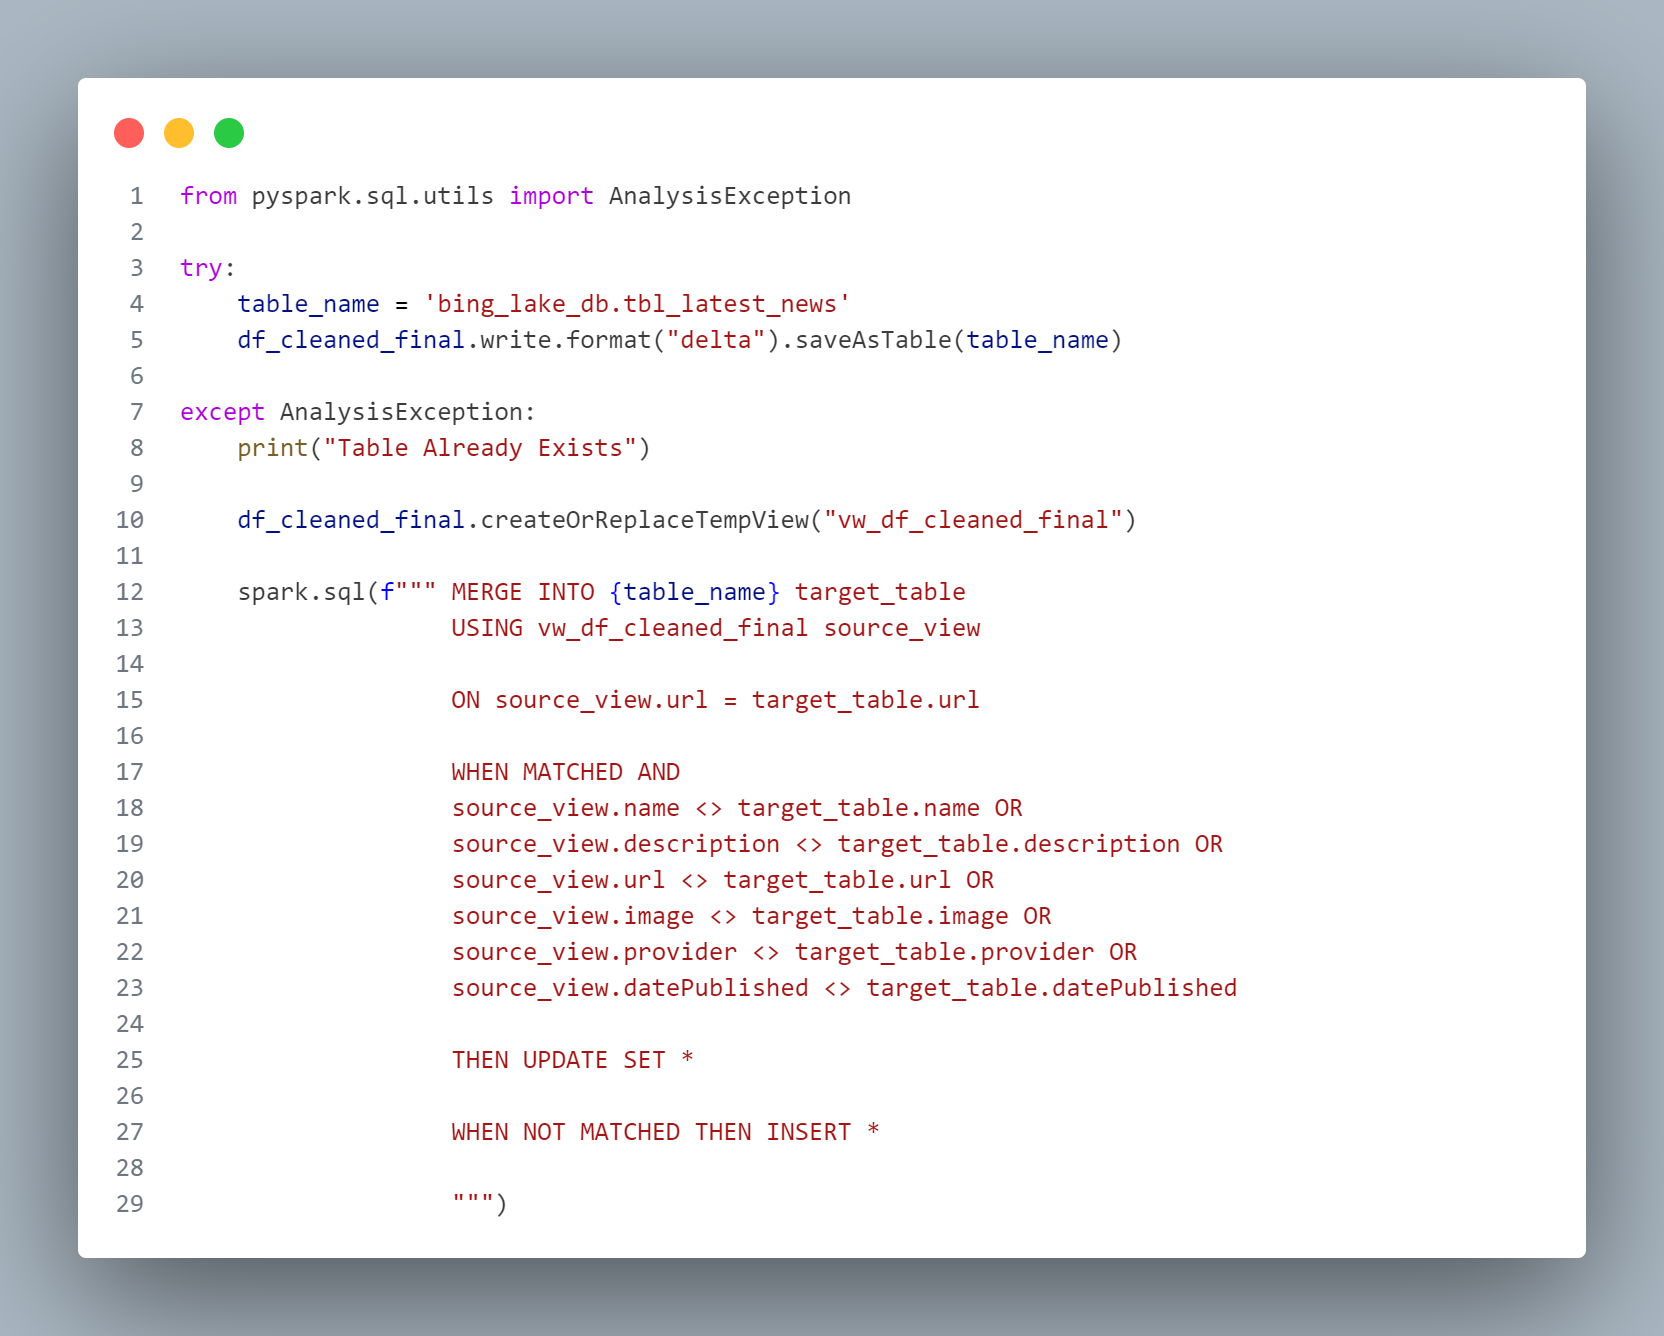 1 from pyspark.sql.utils import AnalysisException
2
3 try:
4     table_name = 'bing_lake_db.tbl_latest_news'
5     df_cleaned_final.write.format("delta").saveAsTable(table_name)
6
7 except AnalysisException:
8     print("Table Already Exists")
9
10     df_cleaned_final.createOrReplaceTempView("vw_df_cleaned_final")
11
12     spark.sql(f""" MERGE INTO {table_name} target_table
13                    USING vw_df_cleaned_final source_view
14
15                    ON source_view.url = target_table.url
16
17                    WHEN MATCHED AND
18                    source_view.name <> target_table.name OR
19                    source_view.description <> target_table.description OR
20                    source_view.url <> target_table.url OR
21                    source_view.image <> target_table.image OR
22                    source_view.provider <> target_table.provider OR
23                    source_view.datePublished <> target_table.datePublished
24
25                    THEN UPDATE SET *
26
27                    WHEN NOT MATCHED THEN INSERT *
28
29                    """)